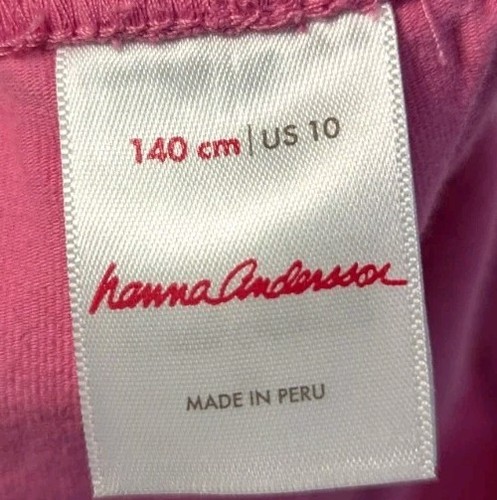 140 cm | US 10
hanna Andersson
MADE IN PERU